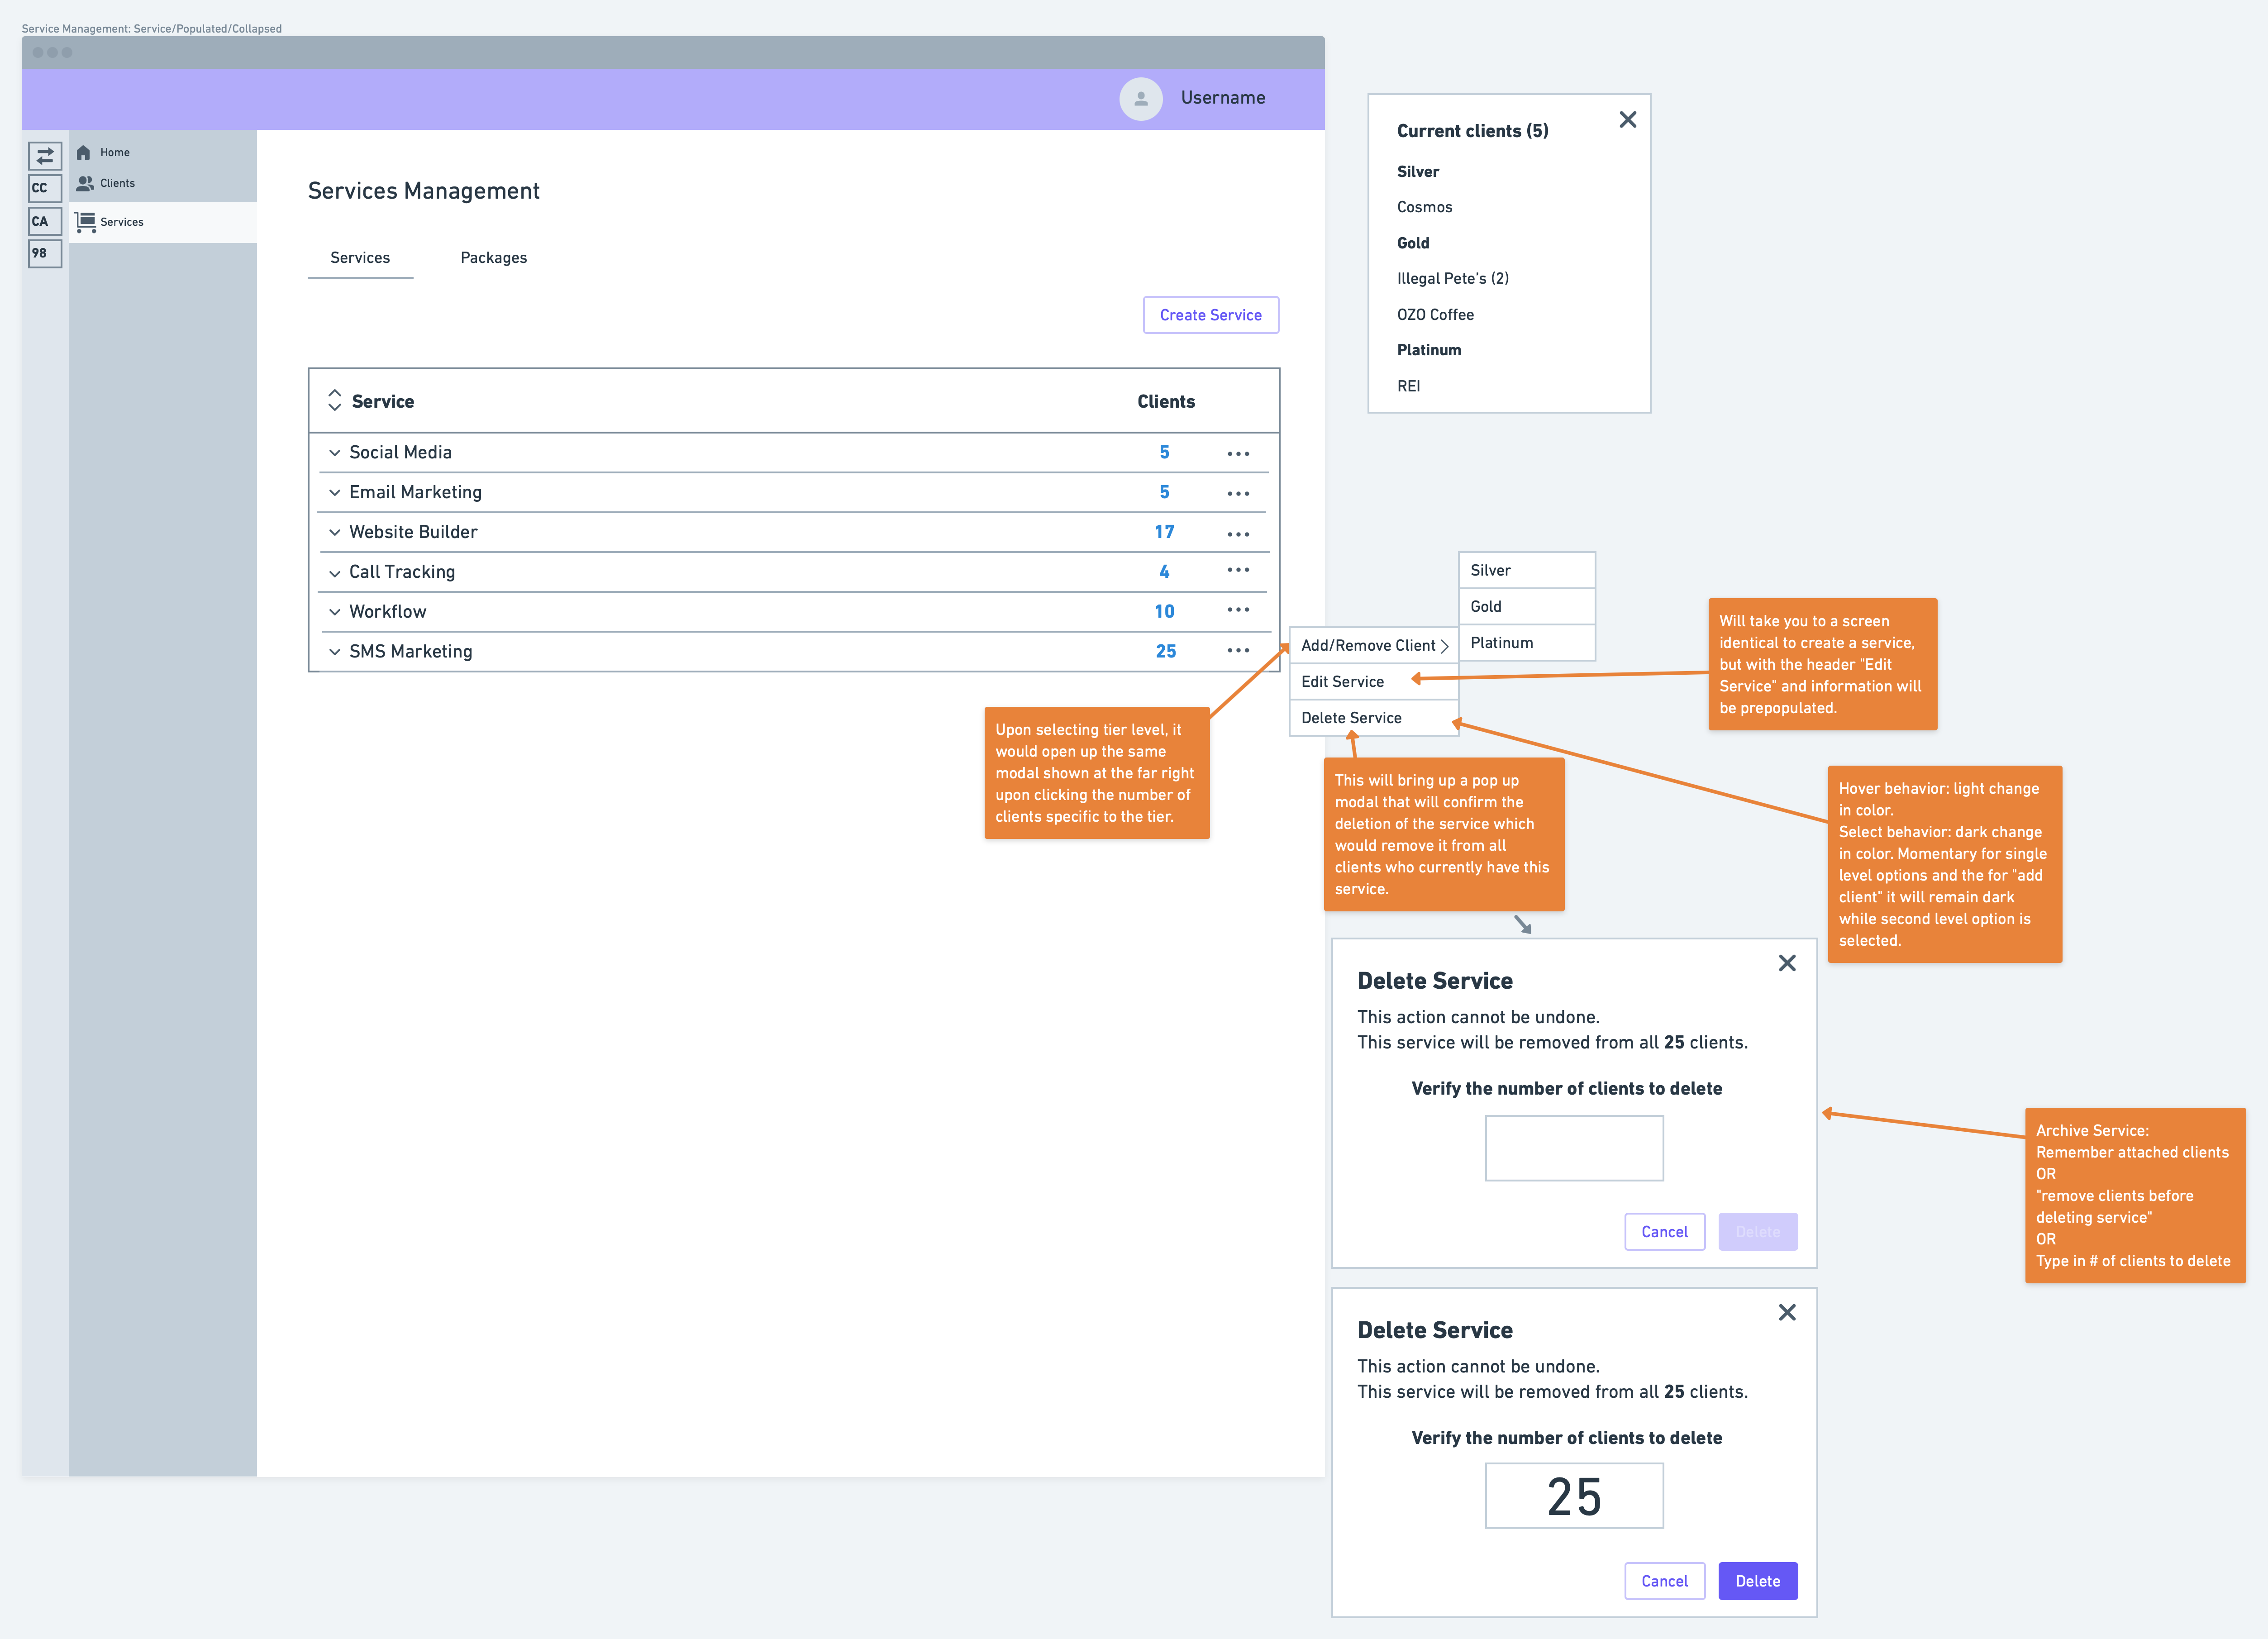 Service Management: Service/Populated/Collapsed
Username
CC
CA
98
Home
Clients
Services
Services Management
Services
Packages
Create Service
Service
Clients
Social Media
5
Email Marketing
5
Website Builder
17
Call Tracking
4
Workflow
10
SMS Marketing
25
Current clients (5)
Silver
Cosmos
Gold
Illegal Pete’s (2)
OZO Coffee
Platinum
REI
Silver
Gold
Platinum
Add/Remove Client
Edit Service
Delete Service
Will take you to a screen
identical to create a service,
but with the header "Edit
Service" and information will
be prepopulated.
Upon selecting tier level, it
would open up the same
modal shown at the far right
upon clicking the number of
clients specific to the tier.
This will bring up a pop up
modal that will confirm the
deletion of the service which
would remove it from all
clients who currently have this
service.
Hover behavior: light change
in color.
Select behavior: dark change
in color. Momentary for single
level options and the for "add
client" it will remain dark
while second level option is
selected.
Delete Service
This action cannot be undone.
This service will be removed from all 25 clients.
Verify the number of clients to delete
Cancel
Delete
Archive Service:
Remember attached clients
OR
"remove clients before
deleting service"
OR
Type in # of clients to delete
Delete Service
This action cannot be undone.
This service will be removed from all 25 clients.
Verify the number of clients to delete
25
Cancel
Delete